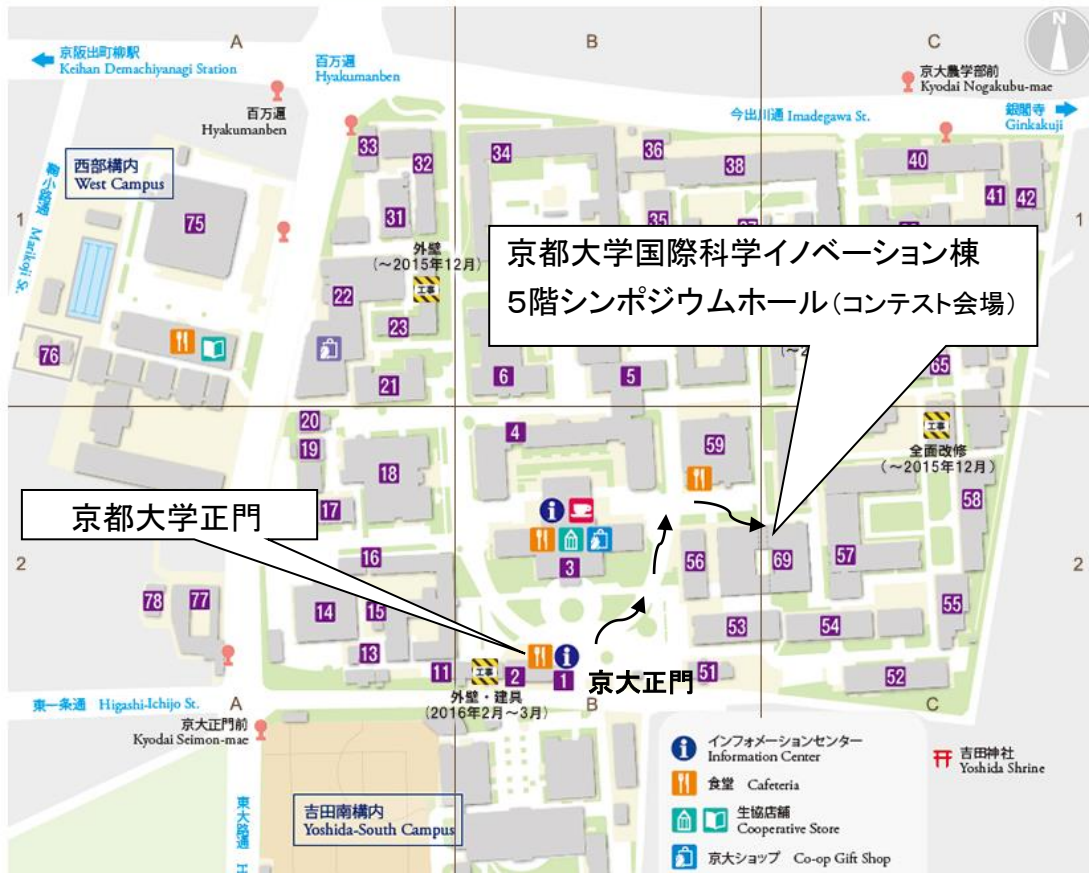 A
B
C
N
京阪出町柳駅
Keihan Demachiyanagi Station
百万遍
Hyakumanben
百万遍
Hyakumanben
京大農学部前
Kyodai Nogakubu-mae
今出川通 Imadegawa St.
銀閣寺
Ginkakuji
西部構内
West Campus
Marikoji St.
33
32
34
36
38
40
41
42
75
31
35
1
1
外壁
(～2015年12月)
工事
京都大学国際科学イノベーション棟
5階シンポジウムホール(コンテスト会場)
22
23
76
21
6
5
65
20
19
18
17
4
59
工事
全面改修
(～2015年12月)
58
京都大学正門
16
3
56
69
57
2
2
78
77
14
15
13
53
54
55
11
工事
2
1
京大正門
51
52
外壁・建具
(2016年2月～3月)
東一条通 Higashi-Ichijo St.
A
B
C
京大正門前
Kyodai Seimon-mae
インフォメーションセンター
Information Center
食堂 Cafeteria
生協店舗
Cooperative Store
京大ショップ Co-op Gift Shop
吉田神社
Yoshida Shrine
吉田南構内
Yoshida-South Campus
東大路通